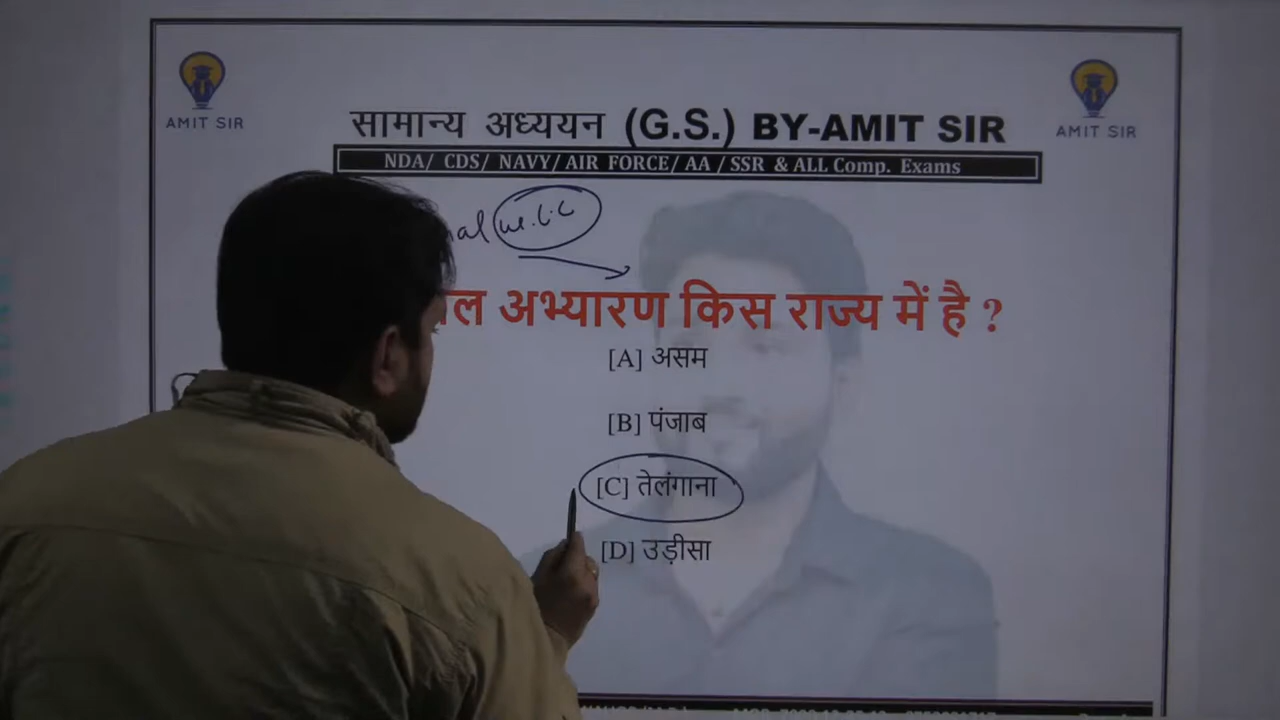 AMIT SIR
AMIT SIR
सामान्य अध्ययन (G.S.) BY-AMIT SIR
NDA/ CDS/ NAVY/ AIR FORCE/ AA / SSR & ALL Comp. Exams
अभ्यारण किस राज्य में है ?
[A] असम
[B] पंजाब
[C] तेलंगाना
[D] उड़ीसा